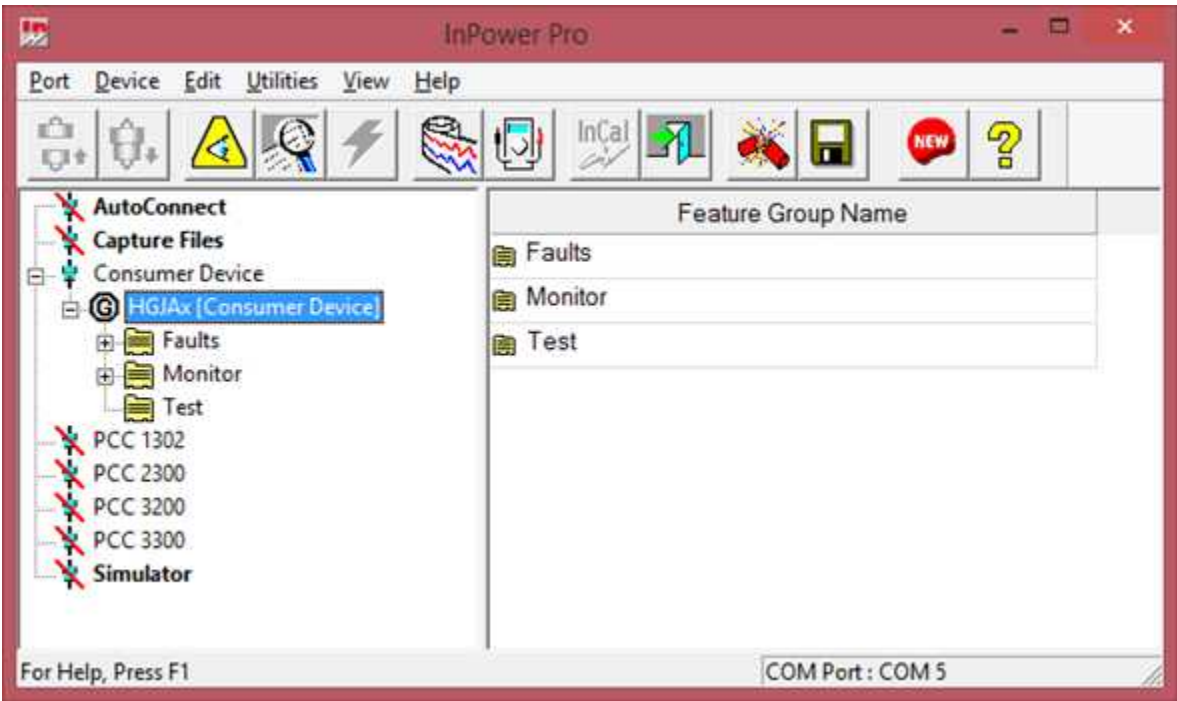 InPower Pro
Port Device Edit Utilities View Help
InCal
NEW
AutoConnect
Capture Files
Consumer Device
HGJAx [Consumer Device]
Faults
Monitor
Test
PCC 1302
PCC 2300
PCC 3200
PCC 3300
Simulator
Feature Group Name
Faults
Monitor
Test
For Help, Press F1
COM Port : COM 5